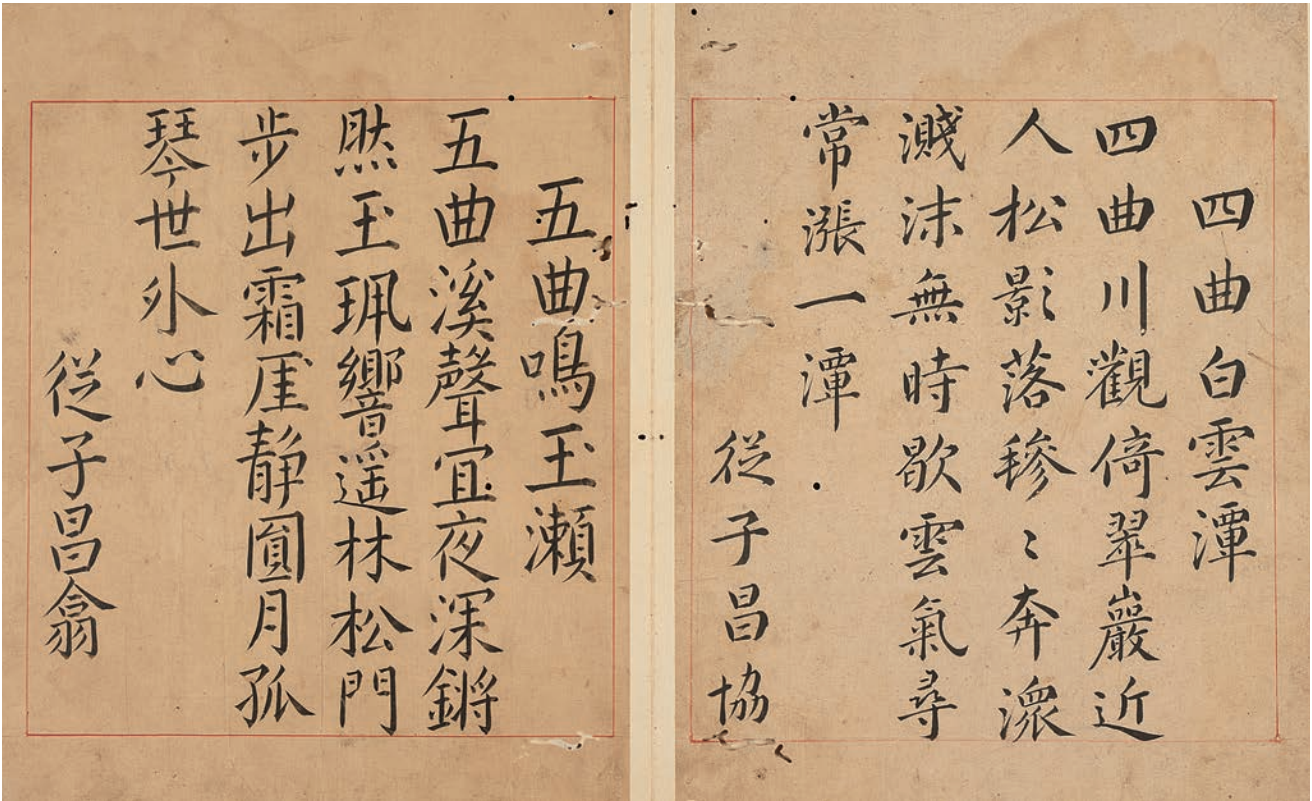 四曲白雲潭
四曲川觀倚翠巖近
人松影落毿〻奔潨
濺沫無時歇雲氣尋
常漲一潭
從子昌協
五曲鳴玉瀨
五曲溪聲宜夜深鏘
然玉珮響遥林松門
步出霜厓静圓月孤
琴世外心
從子昌翕